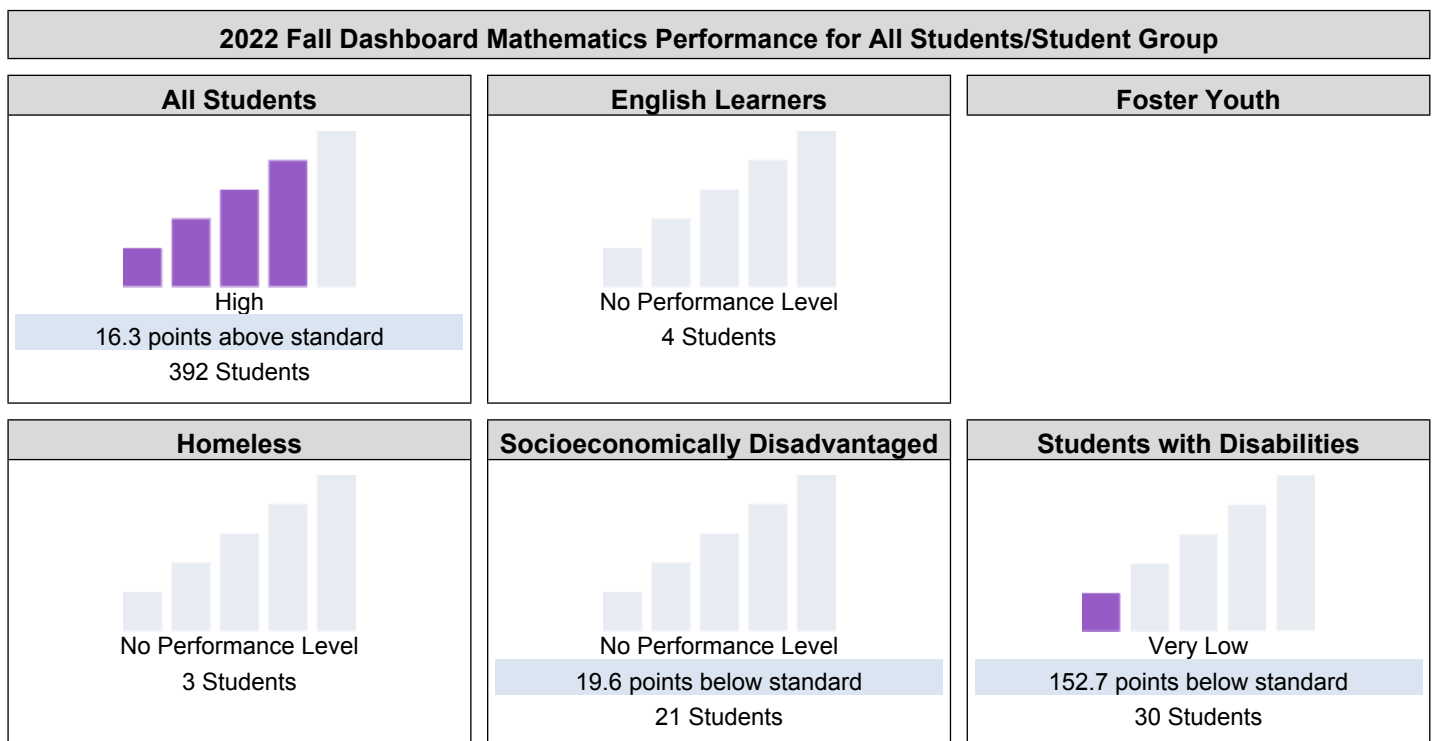 2022 Fall Dashboard Mathematics Performance for All Students/Student Group
All Students
High
16.3 points above standard
392 Students
English Learners
No Performance Level
4 Students
Foster Youth
Homeless
No Performance Level
3 Students
Socioeconomically Disadvantaged
No Performance Level
19.6 points below standard
21 Students
Students with Disabilities
Very Low
152.7 points below standard
30 Students